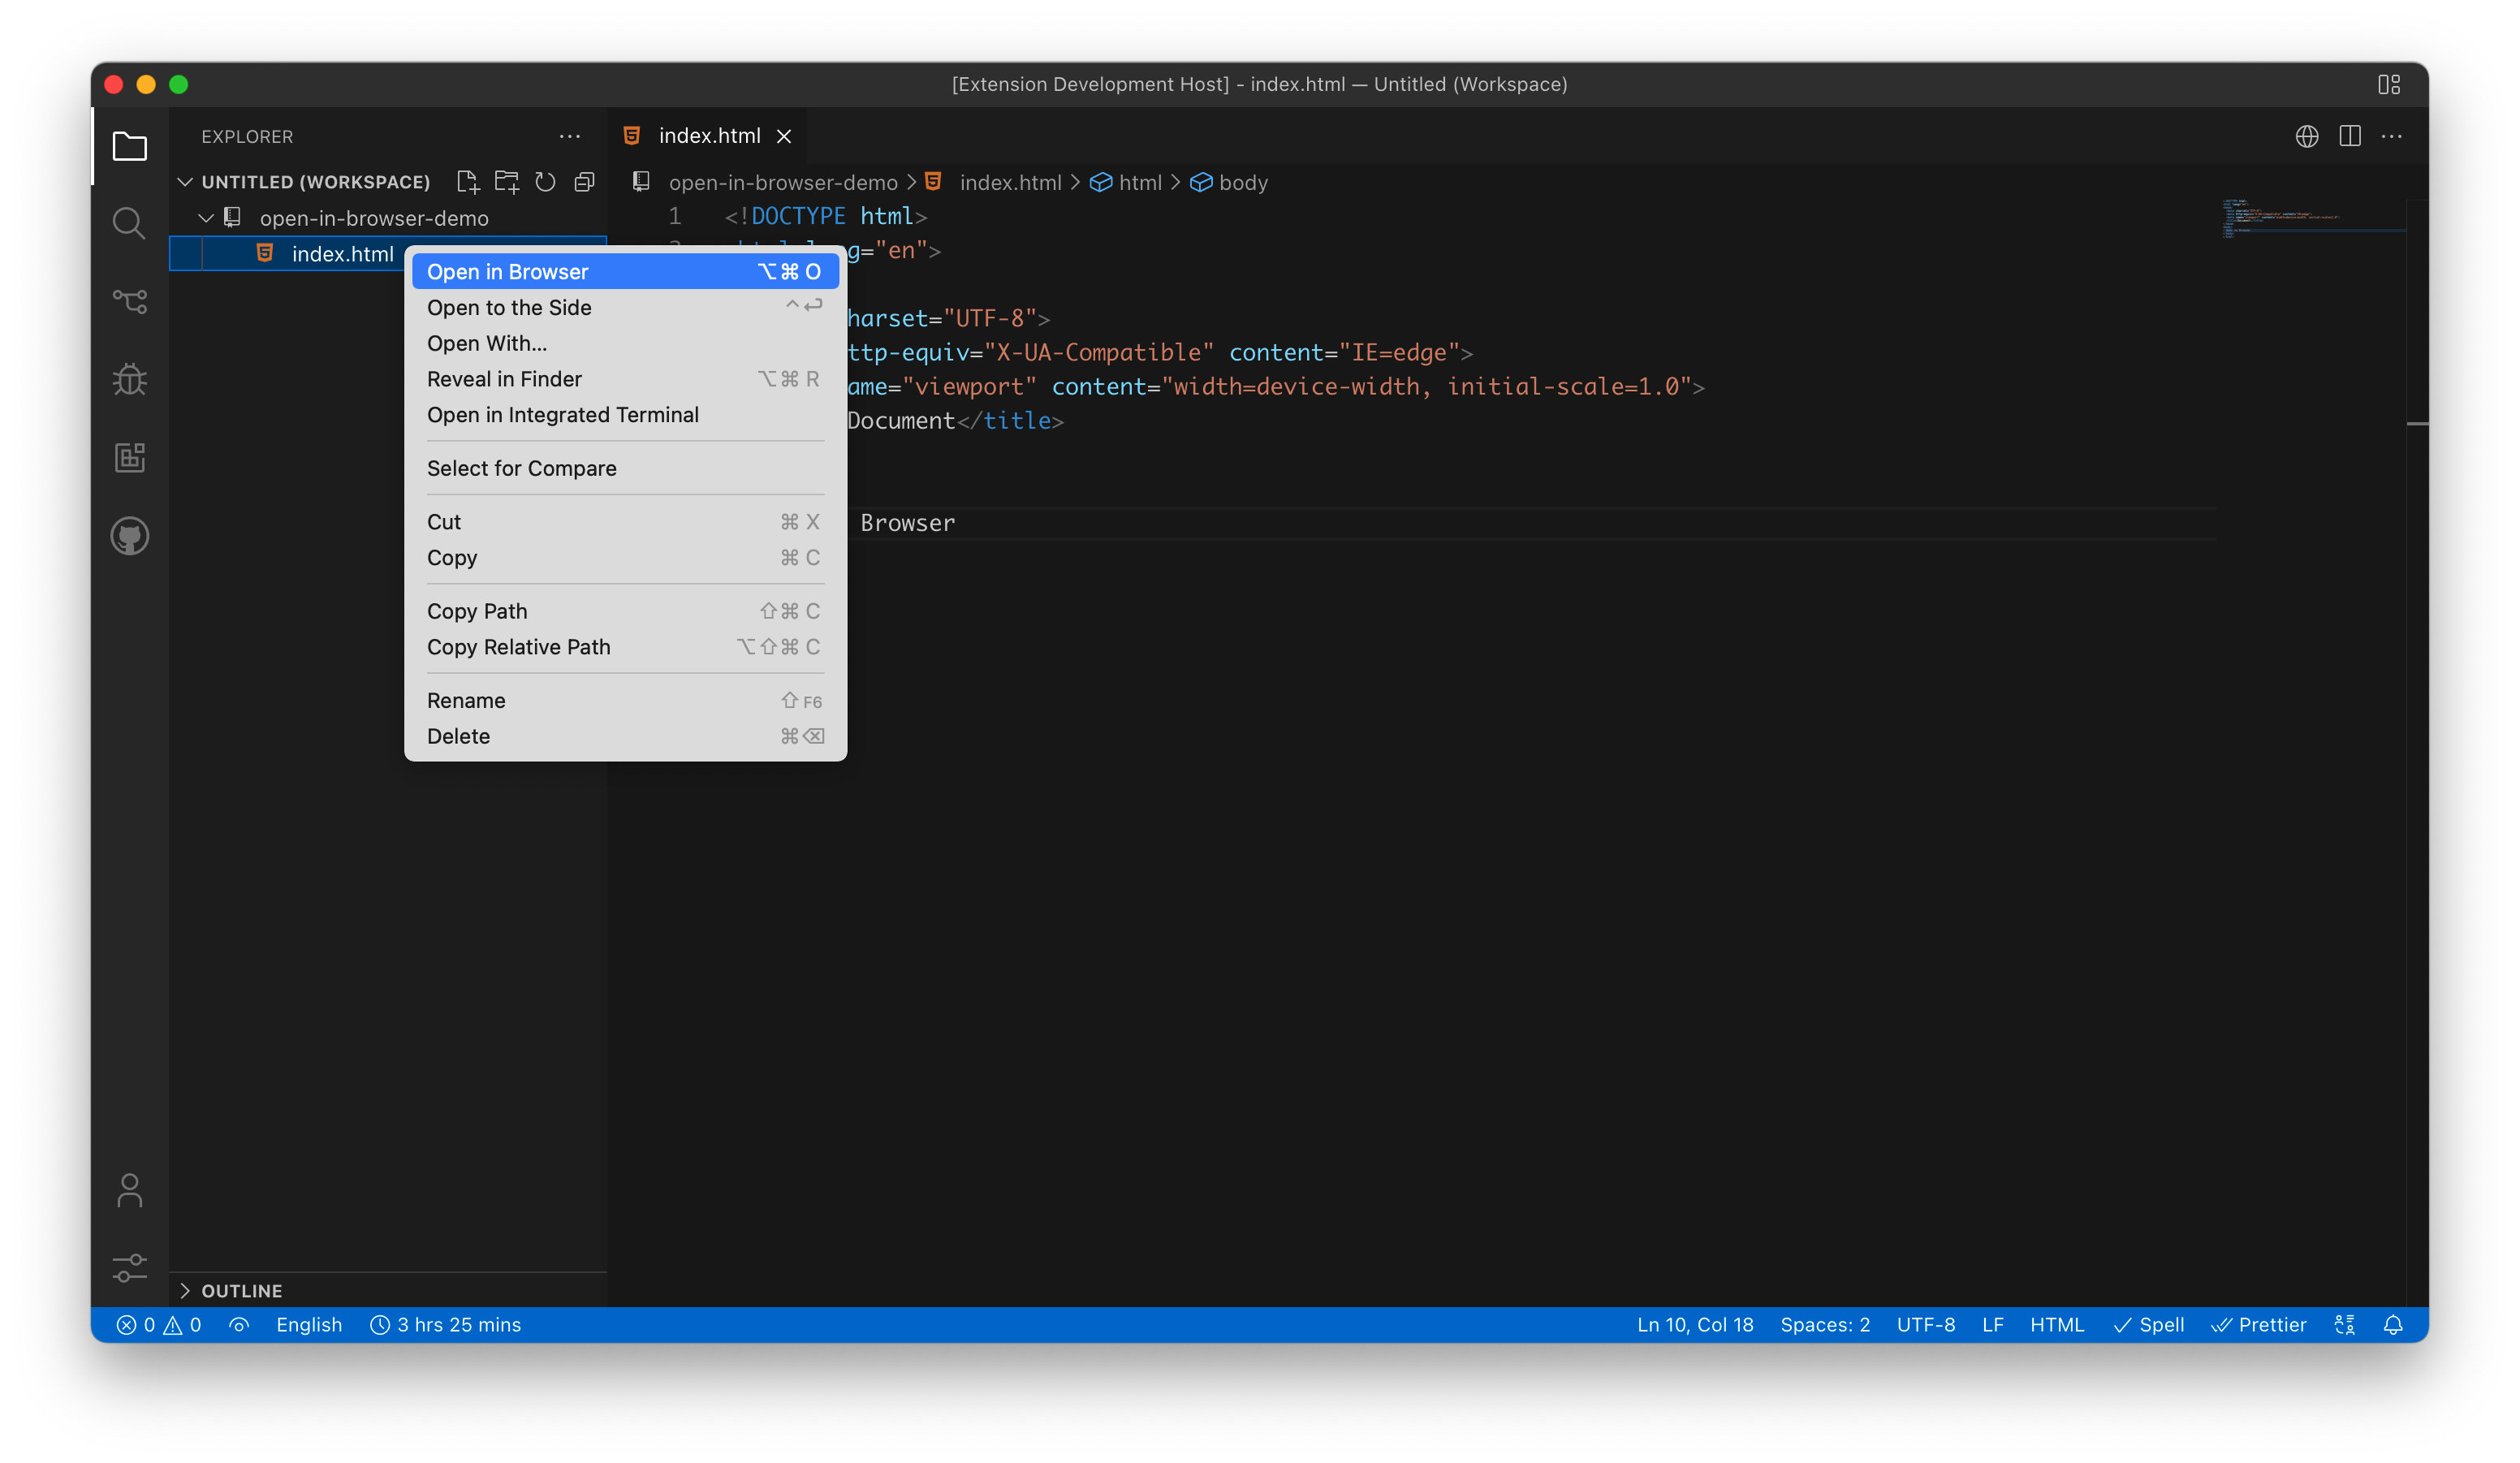 [Extension Development Host] - index.html — Untitled (Workspace)
EXPLORER
UNTITLED (WORKSPACE)
open-in-browser-demo
index.html
OUTLINE
index.html
open-in-browser-demo > index.html > html > body
1 <!DOCTYPE html>
g="en">
harset="UTF-8">
ttp-equiv="X-UA-Compatible" content="IE=edge">
ame="viewport" content="width=device-width, initial-scale=1.0">
Document</title>
Browser
Open in Browser ⌥⌘ O
Open to the Side ^↩
Open With...
Reveal in Finder ⌥⌘ R
Open in Integrated Terminal
Select for Compare
Cut ⌘ X
Copy ⌘ C
Copy Path ⇧⌘ C
Copy Relative Path ⌥⇧⌘ C
Rename ⇧ F6
Delete ⌘⌫
0 0 English 3 hrs 25 mins Ln 10, Col 18 Spaces: 2 UTF-8 LF HTML Spell Prettier